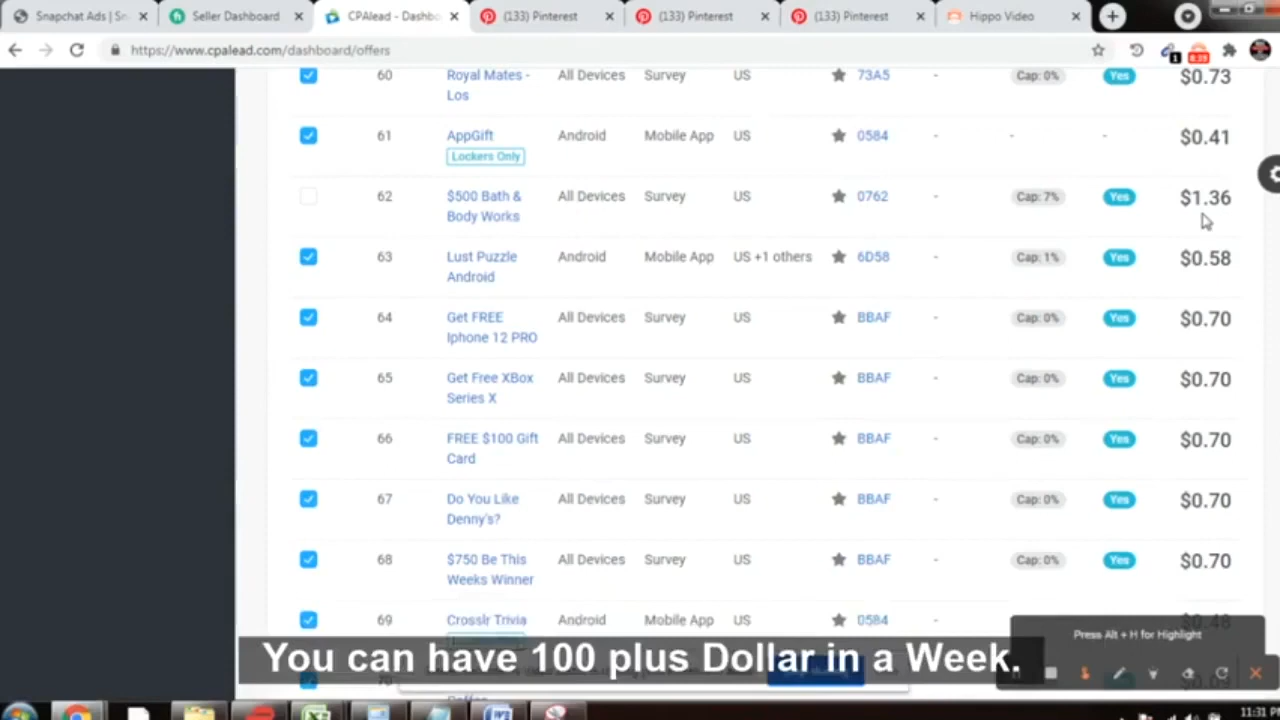 Snapchat Ads | Sn
Seller Dashboard
CPAlead - Dashbo
(133) Pinterest
(133) Pinterest
(133) Pinterest
Hippo Video
https://www.cpalead.com/dashboard/offers
60 Royal Mates - All Devices Survey US 73A5 - Cap: 0% Yes $0.73
Los
61 AppGift Android Mobile App US 0584 - - - $0.41
Lockers Only
62 $500 Bath & All Devices Survey US 0762 - Cap: 7% Yes $1.36
Body Works
63 Lust Puzzle Android Mobile App US +1 others 6D58 - Cap: 1% Yes $0.58
Android
64 Get FREE All Devices Survey US BBAF - Cap: 0% Yes $0.70
Iphone 12 PRO
65 Get Free XBox All Devices Survey US BBAF - Cap: 0% Yes $0.70
Series X
66 FREE $100 Gift All Devices Survey US BBAF - Cap: 0% Yes $0.70
Card
67 Do You Like All Devices Survey US BBAF - Cap: 0% Yes $0.70
Denny's?
68 $750 Be This All Devices Survey US BBAF - Cap: 0% Yes $0.70
Weeks Winner
69 Crosslr Trivia Android Mobile App US 0584 $0.48
Press Alt + H for Highlight
You can have 100 plus Dollar in a Week.
70
11:31 P